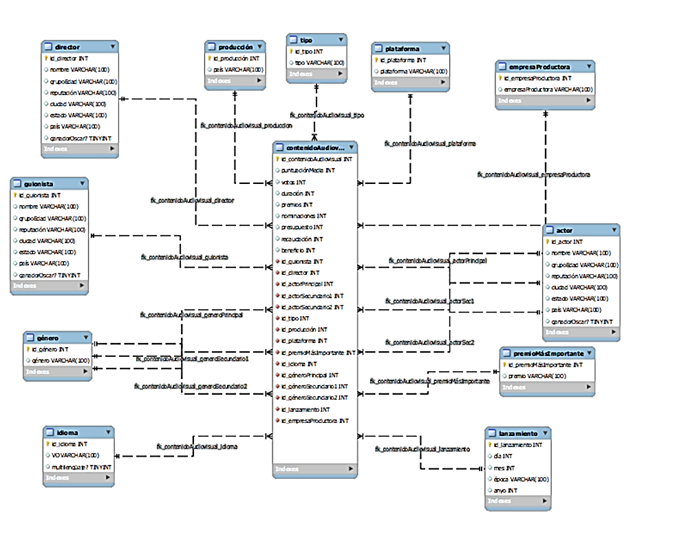 director
id_director INT
nombre VARCHAR(100)
grupoEdad VARCHAR(100)
reputación VARCHAR(100)
ciudad VARCHAR(100)
estado VARCHAR(100)
país VARCHAR(100)
ganadorOscar? TINYINT
Indexes
producción
id_producción INT
país VARCHAR(100)
Indexes
tipo
id_tipo INT
tipo VARCHAR(100)
Indexes
plataforma
id_plataforma INT
plataforma VARCHAR(100)
Indexes
empresaProductora
id_empresaProductora INT
empresaProductora VARCHAR(100)
Indexes
fk_contenidoAudiovisual_produccion
fk_contenidoAudiovisual_tipo
fk_contenidoAudiovisual_plataforma
fk_contenidoAudiovisual_empresaProductora
fk_contenidoAudiovisual_director
guionista
id_guionista INT
nombre VARCHAR(100)
grupoEdad VARCHAR(100)
reputación VARCHAR(100)
ciudad VARCHAR(100)
estado VARCHAR(100)
país VARCHAR(100)
ganadorOscar? TINYINT
Indexes
fk_contenidoAudiovisual_guionista
contenidoAudiov...
id_contenidoAudiovisual INT
puntuaciónMedia INT
votos INT
duración INT
premios INT
nominaciones INT
presupuesto INT
recaudación INT
beneficio INT
id_guionista INT
id_director INT
id_actorPrincipal INT
id_actorSecundario1 INT
id_actorSecundario2 INT
id_tipo INT
id_producción INT
id_plataforma INT
id_premioMásImportante INT
id_idioma INT
id_géneroPrincipal INT
id_géneroSecundario1 INT
id_géneroSecundario2 INT
id_lanzamiento INT
id_empresaProductora INT
Indexes
actor
id_actor INT
nombre VARCHAR(100)
grupoEdad VARCHAR(100)
reputación VARCHAR(100)
ciudad VARCHAR(100)
estado VARCHAR(100)
país VARCHAR(100)
ganadorOscar? TINYINT
Indexes
fk_contenidoAudiovisual_actorPrincipal
fk_contenidoAudiovisual_actorSec1
fk_contenidoAudiovisual_actorSec2
fk_contenidoAudiovisual_generoPrincipal
género
id_género INT
género VARCHAR(100)
Indexes
fk_contenidoAudiovisual_generoSecundario1
fk_contenidoAudiovisual_generoSecundario2
premioMásImportante
id_premioMásImportante INT
premio VARCHAR(100)
Indexes
fk_contenidoAudiovisual_premioMásImportante
idioma
id_idioma INT
VO VARCHAR(100)
multilenguaje? TINYINT
Indexes
fk_contenidoAudiovisual_idioma
fk_contenidoAudiovisual_lanzamiento
lanzamiento
id_lanzamiento INT
día INT
mes INT
época VARCHAR(100)
anyo INT
Indexes